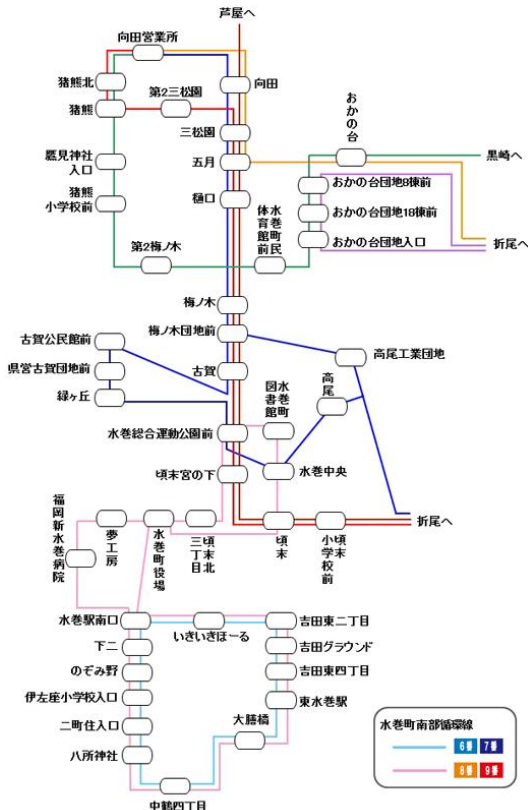 芦屋へ
向田営業所
猪熊北
第2三松園
向田
猪熊
三松園
おかの台
鷹見神社
入口
五月
黒崎へ
おかの台団地8棟前
猪熊
小学校前
樋口
水巻町民
体育館前
おかの台団地18棟前
おかの台団地入口
折尾へ
第2梅ノ木
梅ノ木
古賀公民館前
梅ノ木団地前
高尾工業団地
県営古賀団地前
古賀
高尾
緑ヶ丘
水巻町
図書館
水巻総合運動公園前
頃末宮の下
水巻中央
福岡新水巻病院
夢工房
水巻町役場
頃末北
三丁目
頃末
頃末
小学校前
折尾へ
水巻駅南口
いきいきほーる
吉田東二丁目
下二
吉田グラウンド
のぞみ野
吉田東四丁目
伊左座小学校入口
東水巻駅
二町住入口
大膳橋
八所神社
中鶴四丁目
水巻町南部循環線
6番 7番
8番 9番